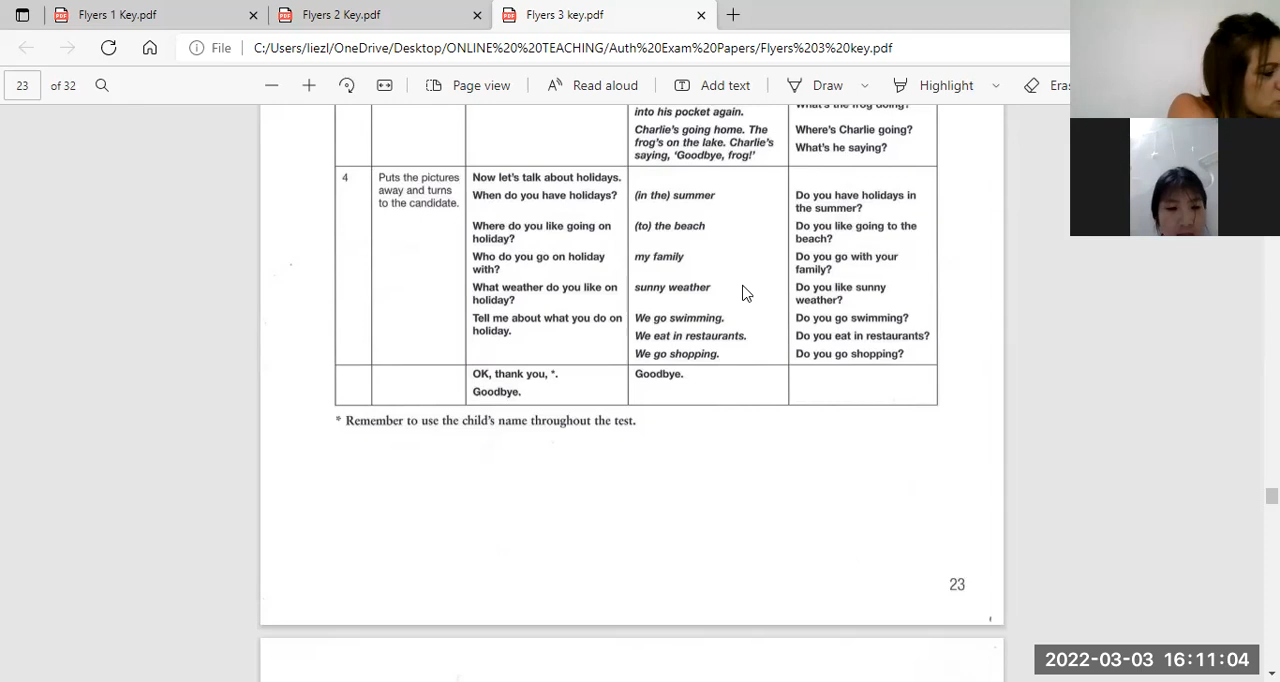 Flyers 1 Key.pdf
Flyers 2 Key.pdf
Flyers 3 key.pdf
File
C:/Users/liezl/OneDrive/Desktop/ONLINE%20%20TEACHING/Auth%20Exam%20Papers/Flyers%203%20key.pdf
23 of 32
Page view
Read aloud
Add text
Draw
Highlight
Eras
into his pocket again.
Charlie's going home. The
frog's on the lake. Charlie's
saying, 'Goodbye, frog!'
What's the frog doing?
Where's Charlie going?
What's he saying?
4
Puts the pictures
away and turns
to the candidate.
Now let's talk about holidays.
When do you have holidays?
(in the) summer
Do you have holidays in
the summer?
Where do you like going on
holiday?
(to) the beach
Do you like going to the
beach?
Who do you go on holiday
with?
my family
Do you go with your
family?
What weather do you like on
holiday?
sunny weather
Do you like sunny
weather?
Tell me about what you do on
holiday.
We go swimming.
Do you go swimming?
We eat in restaurants.
Do you eat in restaurants?
We go shopping.
Do you go shopping?
OK, thank you, *.
Goodbye.
Goodbye.
* Remember to use the child's name throughout the test.
23
2022-03-03 16:11:04